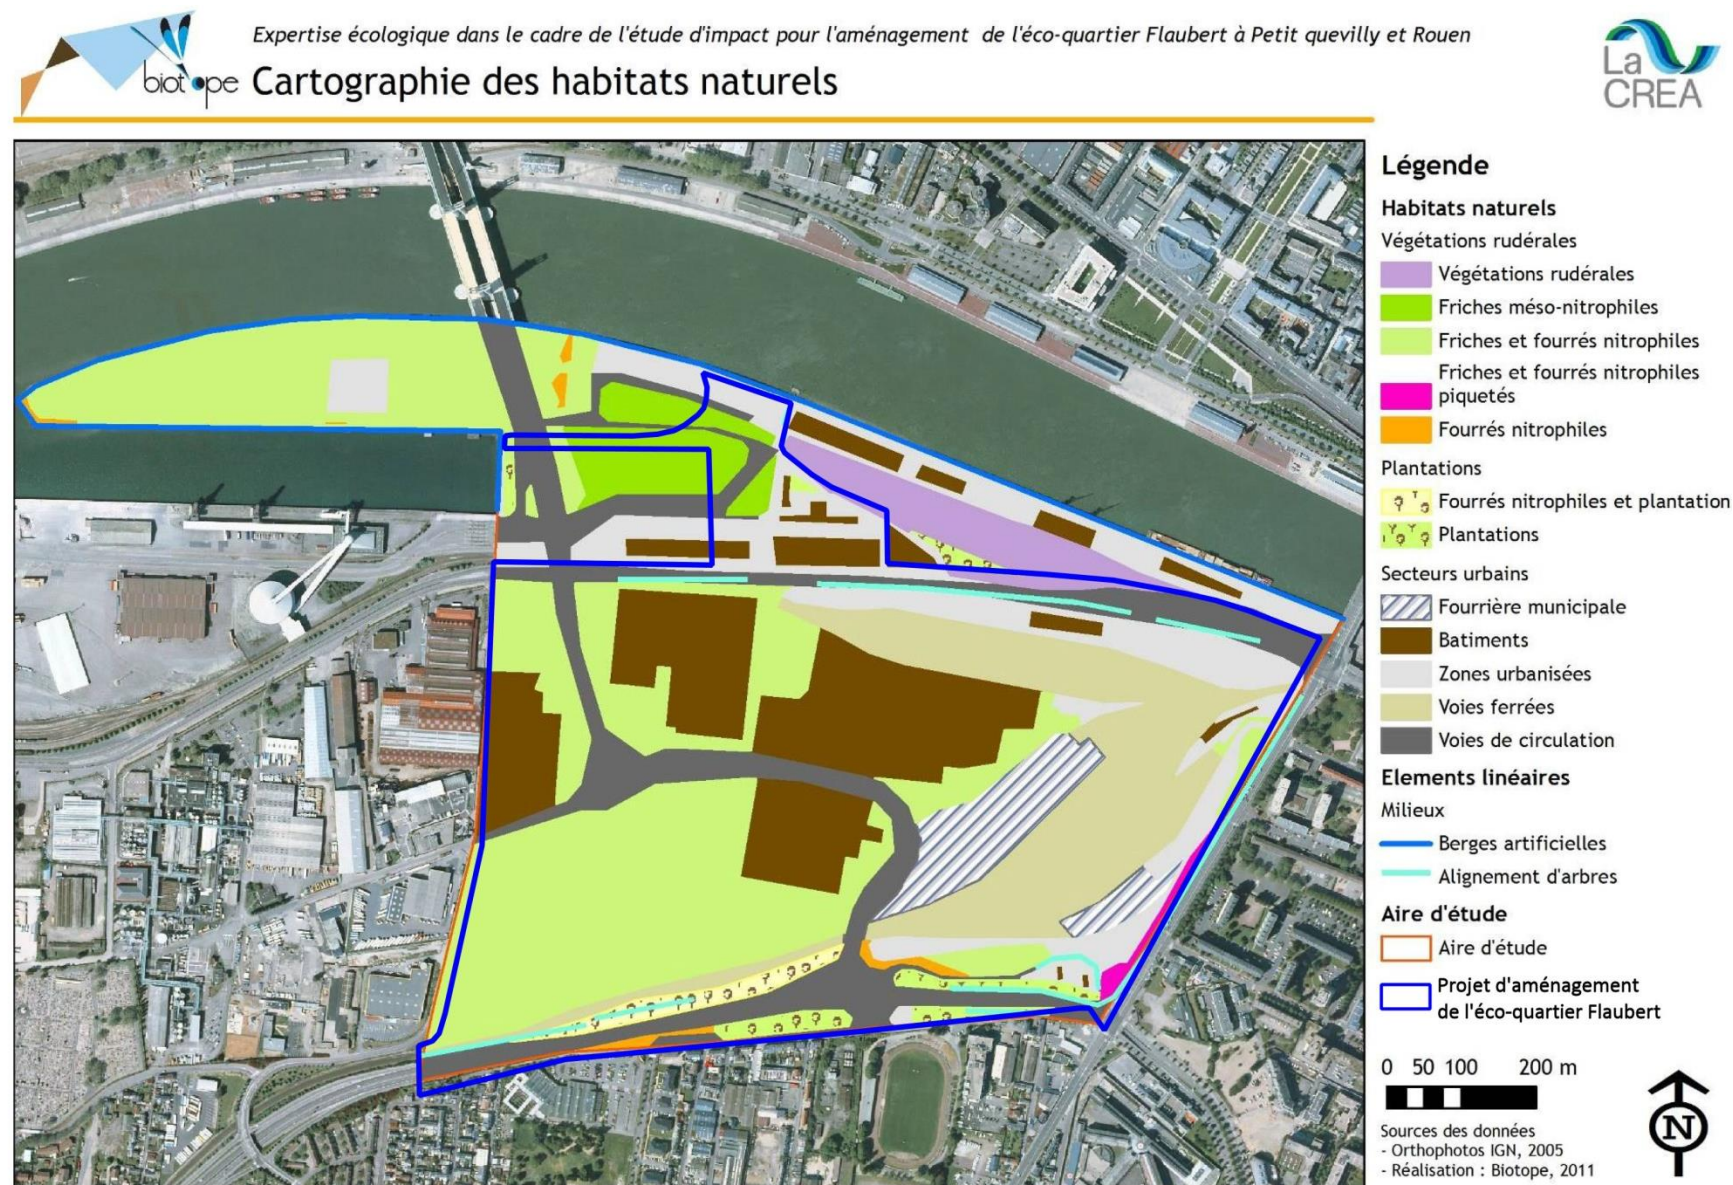 Expertise écologique dans le cadre de l'étude d'impact pour l'aménagement de l'éco-quartier Flaubert à Petit quevilly et Rouen
biotope
Cartographie des habitats naturels
La
CREA
Légende
Habitats naturels
Végétations rudérales
Végétations rudérales
Friches méso-nitrophiles
Friches et fourrés nitrophiles
Friches et fourrés nitrophiles
piquetés
Fourrés nitrophiles
Plantations
Fourrés nitrophiles et plantation
Plantations
Secteurs urbains
Fourrière municipale
Batiments
Zones urbanisées
Voies ferrées
Voies de circulation
Elements linéaires
Milieux
Berges artificielles
Alignement d'arbres
Aire d'étude
Aire d'étude
Projet d'aménagement
de l'éco-quartier Flaubert
0 50 100 200 m
N
Sources des données
- Orthophotos IGN, 2005
- Réalisation : Biotope, 2011